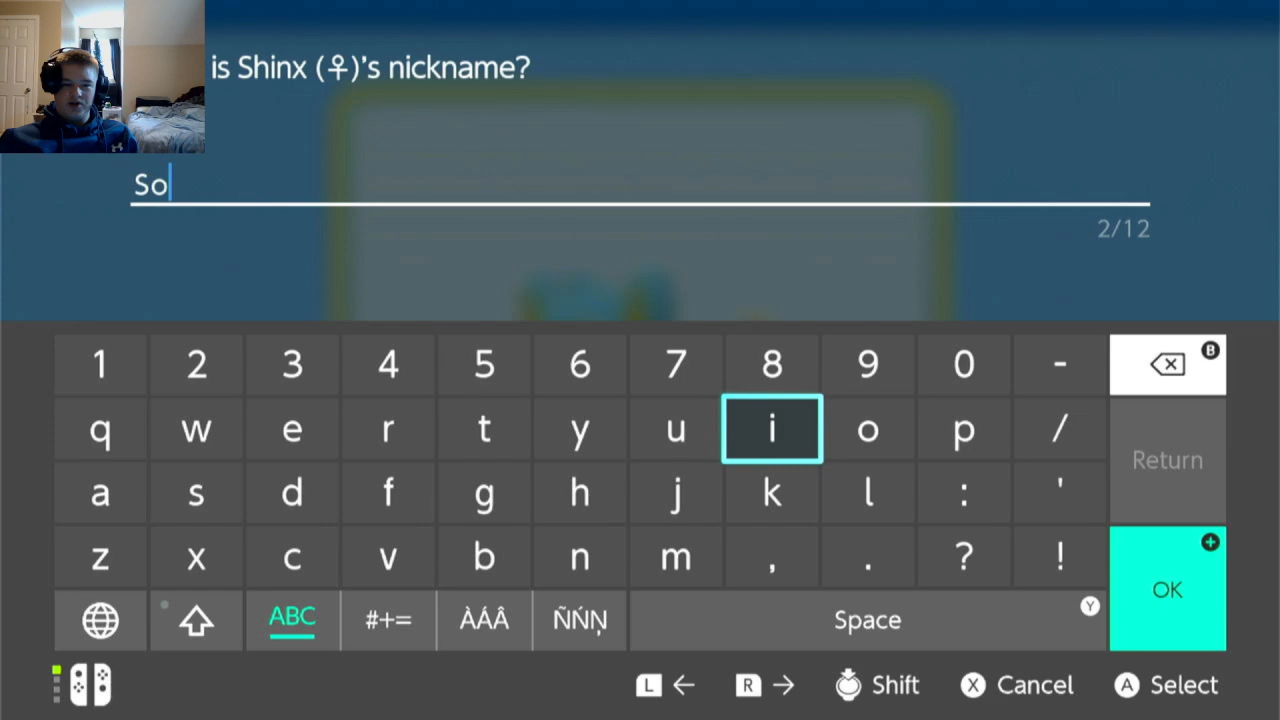 is Shinx (♀)'s nickname?
So
2/12
1 2 3 4 5 6 7 8 9 0 - B
q w e r t y u i o p / Return
a s d f g h j k l : '
z x c v b n m , . ? ! + OK
ABC #+= ÀÁÂ ÑŃŅ Space Y
L ← R → Shift X Cancel A Select